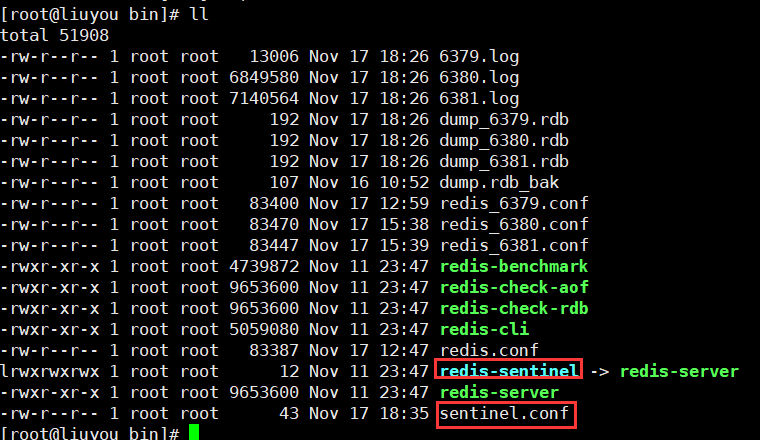 [root@liuyou bin]# ll
total 51908
-rw-r--r-- 1 root root   13006 Nov 17 18:26 6379.log
-rw-r--r-- 1 root root 6849580 Nov 17 18:26 6380.log
-rw-r--r-- 1 root root 7140564 Nov 17 18:26 6381.log
-rw-r--r-- 1 root root     192 Nov 17 18:26 dump_6379.rdb
-rw-r--r-- 1 root root     192 Nov 17 18:26 dump_6380.rdb
-rw-r--r-- 1 root root     192 Nov 17 18:26 dump_6381.rdb
-rw-r--r-- 1 root root     107 Nov 16 10:52 dump.rdb_bak
-rw-r--r-- 1 root root   83400 Nov 17 12:59 redis_6379.conf
-rw-r--r-- 1 root root   83470 Nov 17 15:38 redis_6380.conf
-rw-r--r-- 1 root root   83447 Nov 17 15:39 redis_6381.conf
-rwxr-xr-x 1 root root 4739872 Nov 11 23:47 redis-benchmark
-rwxr-xr-x 1 root root 9653600 Nov 11 23:47 redis-check-aof
-rwxr-xr-x 1 root root 9653600 Nov 11 23:47 redis-check-rdb
-rwxr-xr-x 1 root root 5059080 Nov 11 23:47 redis-cli
-rw-r--r-- 1 root root   83387 Nov 17 12:47 redis.conf
lrwxrwxrwx 1 root root      12 Nov 11 23:47 redis-sentinel -> redis-server
-rwxr-xr-x 1 root root 9653600 Nov 11 23:47 redis-server
-rw-r--r-- 1 root root      43 Nov 17 18:35 sentinel.conf
[root@liuyou bin]#